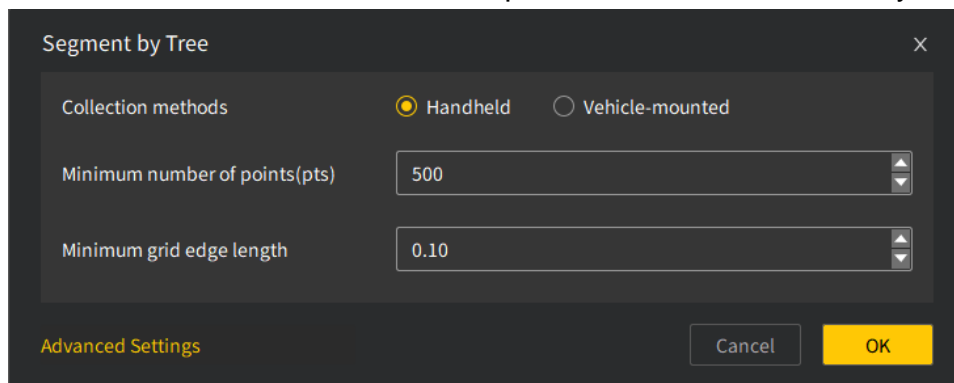 Segment by Tree X
Collection methods Handheld Vehicle-mounted
Minimum number of points(pts) 500
Minimum grid edge length 0.10
Advanced Settings Cancel OK